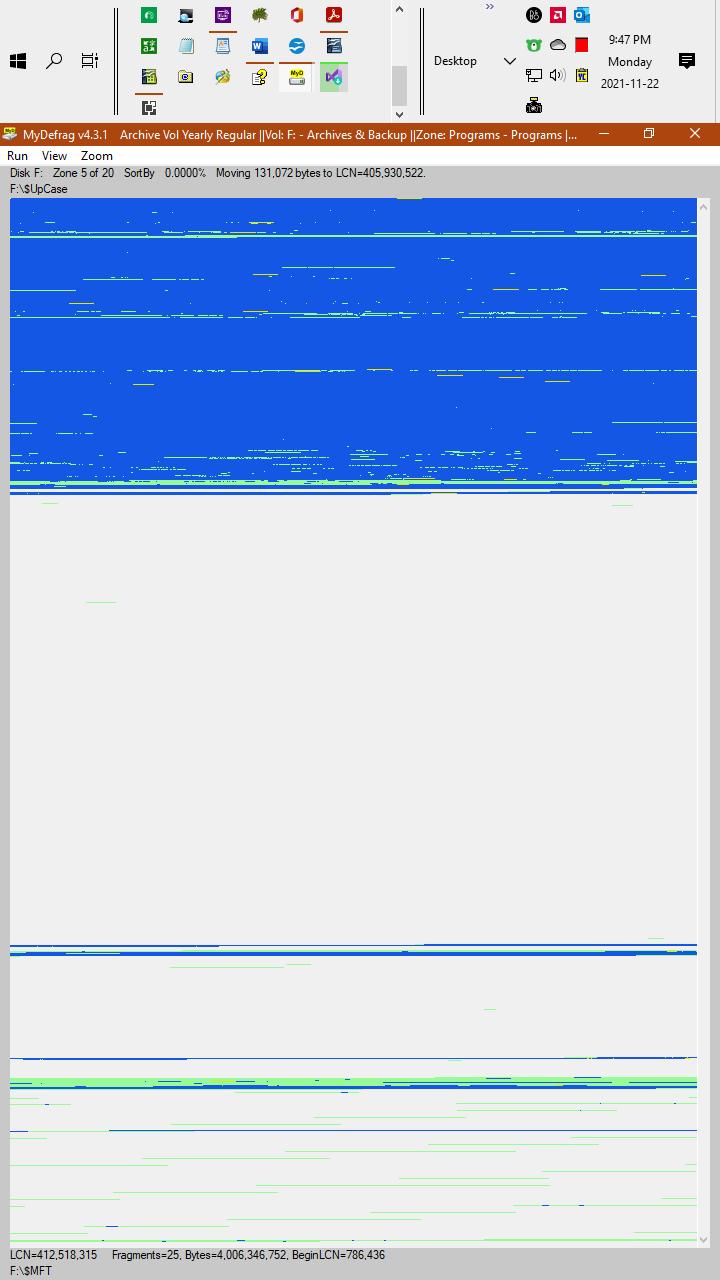 9:47 PM
Desktop
Monday
2021-11-22
MyDefrag v4.3.1 Archive Vol Yearly Regular ||Vol: F: - Archives & Backup ||Zone: Programs - Programs |...
Run View Zoom
Disk F: Zone 5 of 20 SortBy 0.0000% Moving 131,072 bytes to LCN=405,930,522.
F:\$UpCase
LCN=412,518,315 Fragments=25, Bytes=4,006,346,752, BeginLCN=786,436
F:\$MFT